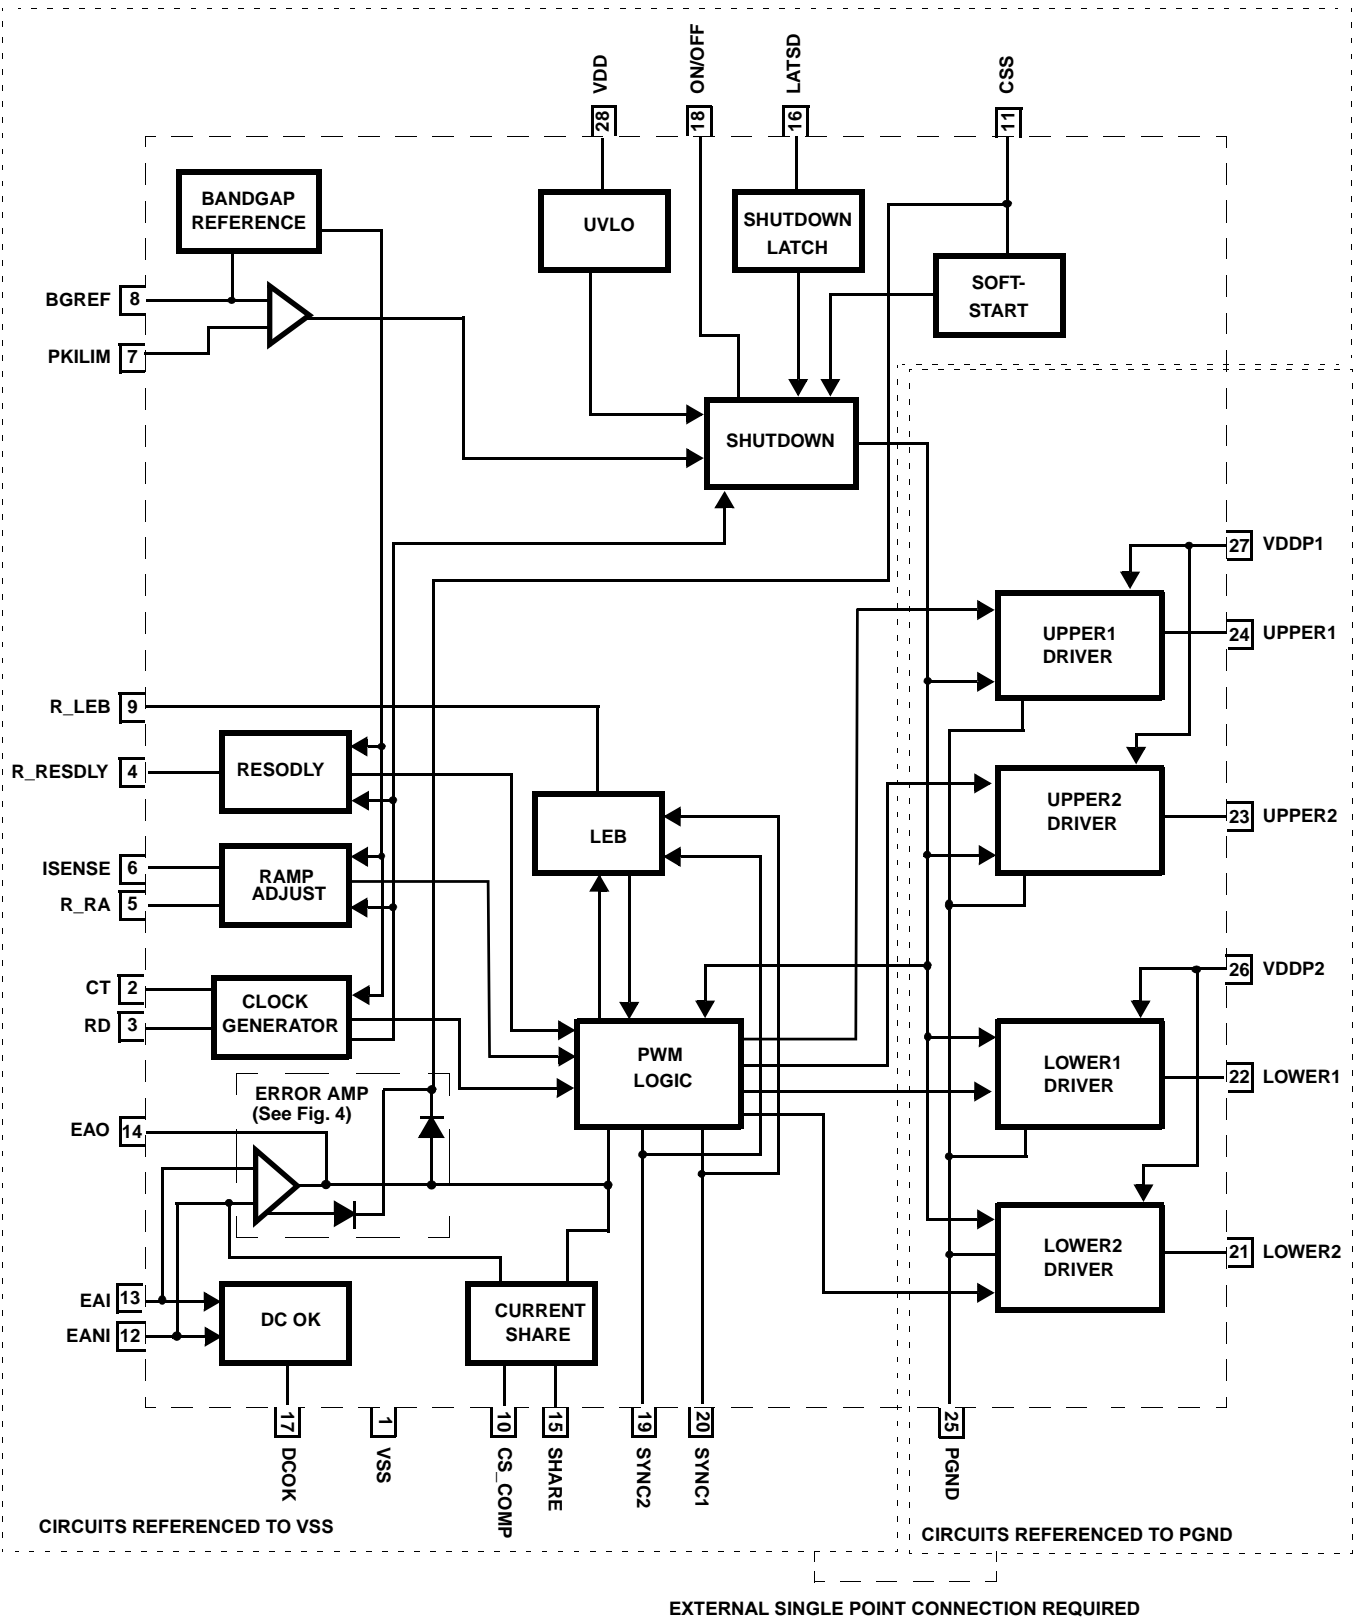 VDD
ON/OFF
LATSD
CSS
28
18
16
11
BANDGAP
REFERENCE
UVLO
SHUTDOWN
LATCH
SOFT-
START
BGREF 8
PKILIM 7
SHUTDOWN
27 VDDP1
UPPER1
DRIVER
24 UPPER1
R_LEB 9
R_RESDLY 4
RESODLY
UPPER2
DRIVER
23 UPPER2
LEB
ISENSE 6
R_RA 5
RAMP
ADJUST
26 VDDP2
CT 2
RD 3
CLOCK
GENERATOR
PWM
LOGIC
LOWER1
DRIVER
22 LOWER1
ERROR AMP
(See Fig. 4)
EAO 14
LOWER2
DRIVER
21 LOWER2
EAI 13
EANI 12
DC OK
CURRENT
SHARE
17
1
10
15
19
20
25
DCOK
VSS
CS_COMP
SHARE
SYNC2
SYNC1
PGND
CIRCUITS REFERENCED TO VSS
CIRCUITS REFERENCED TO PGND
EXTERNAL SINGLE POINT CONNECTION REQUIRED